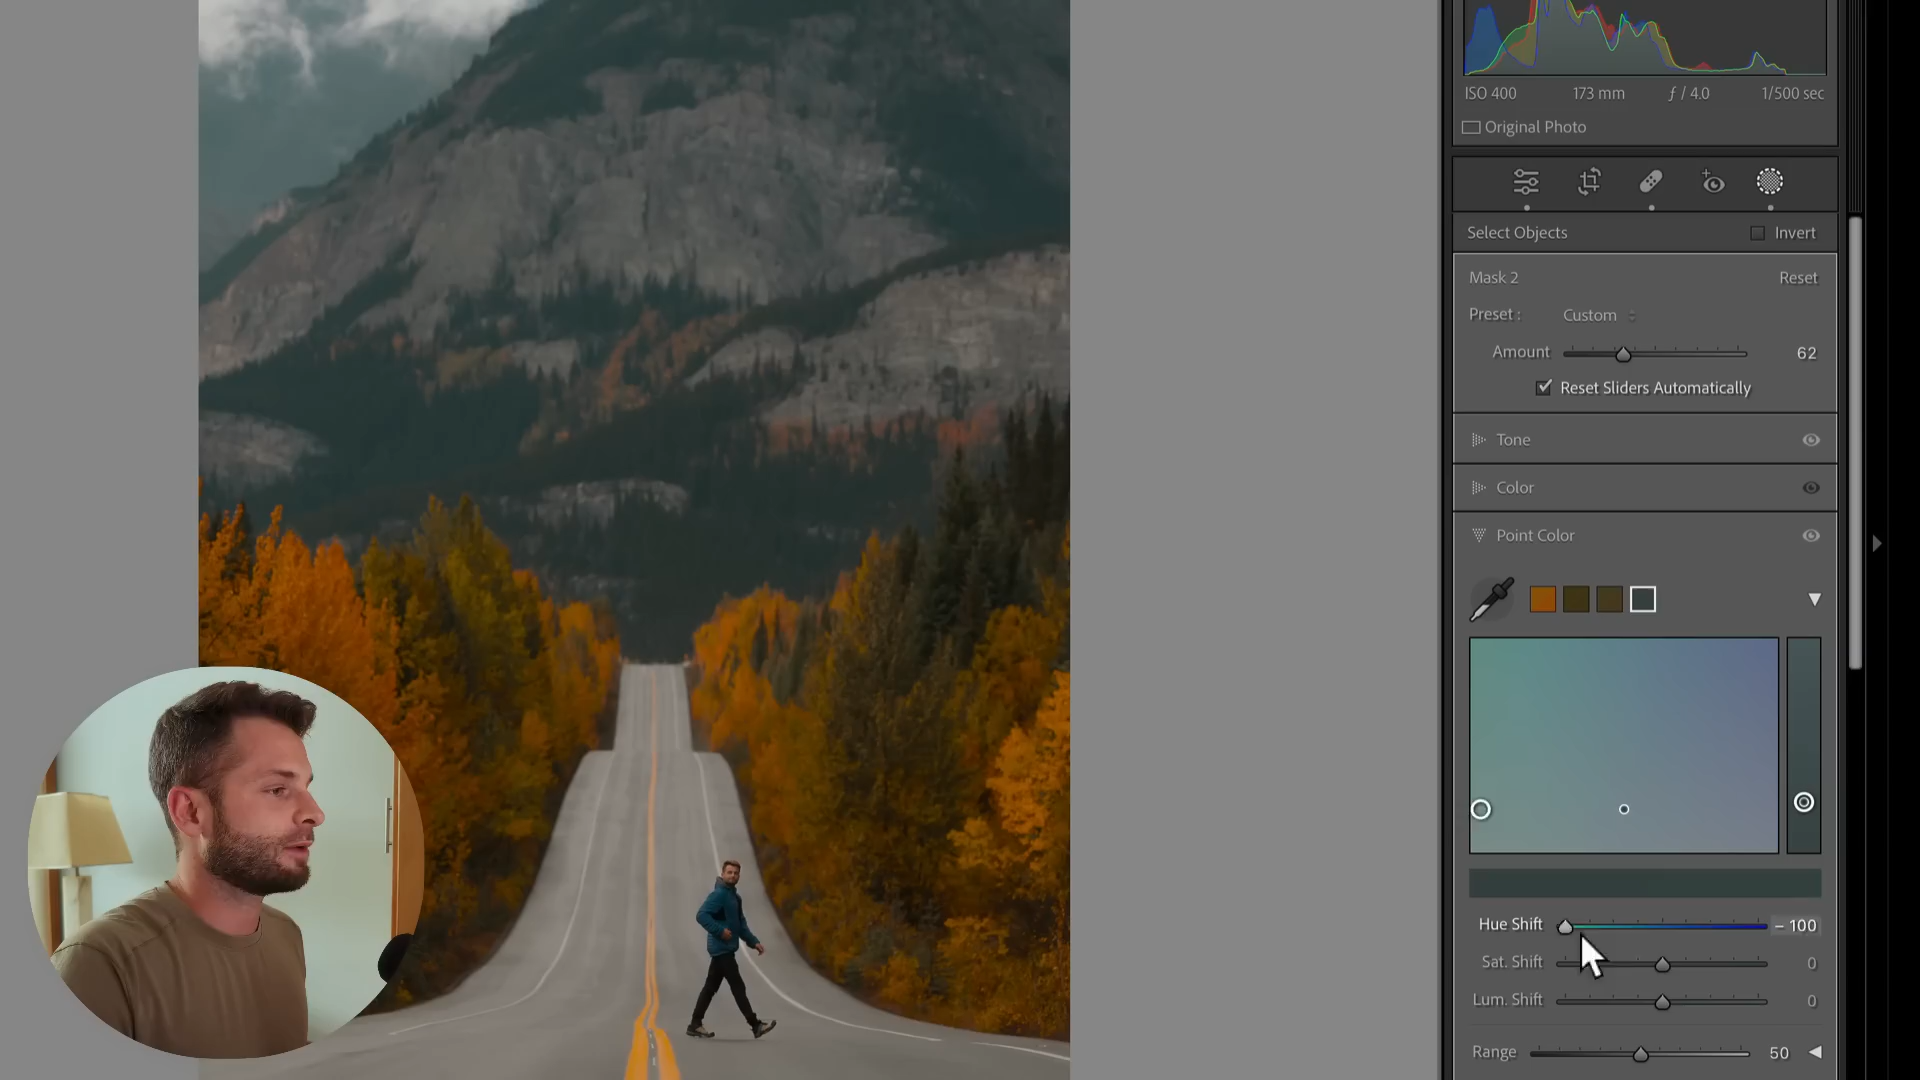 ISO 400 173 mm ƒ / 4.0 1/500 sec
Original Photo
Select Objects Invert
Mask 2 Reset
Preset : Custom
Amount 62
Reset Sliders Automatically
Tone
Color
Point Color
Hue Shift – 100
Sat. Shift 0
Lum. Shift 0
Range 50